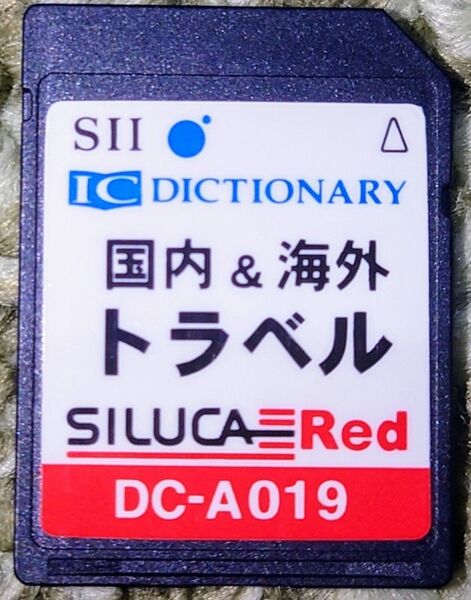 SII
IC DICTIONARY
国内 & 海外
トラベル
SILUCA Red
DC-A019